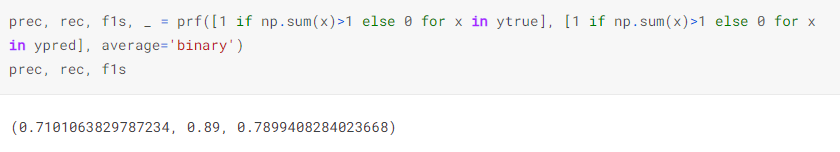 prec, rec, f1s, _ = prf([1 if np.sum(x)>1 else 0 for x in ytrue], [1 if np.sum(x)>1 else 0 for x
in ypred], average='binary')
prec, rec, f1s
(0.7101063829787234, 0.89, 0.7899408284023668)